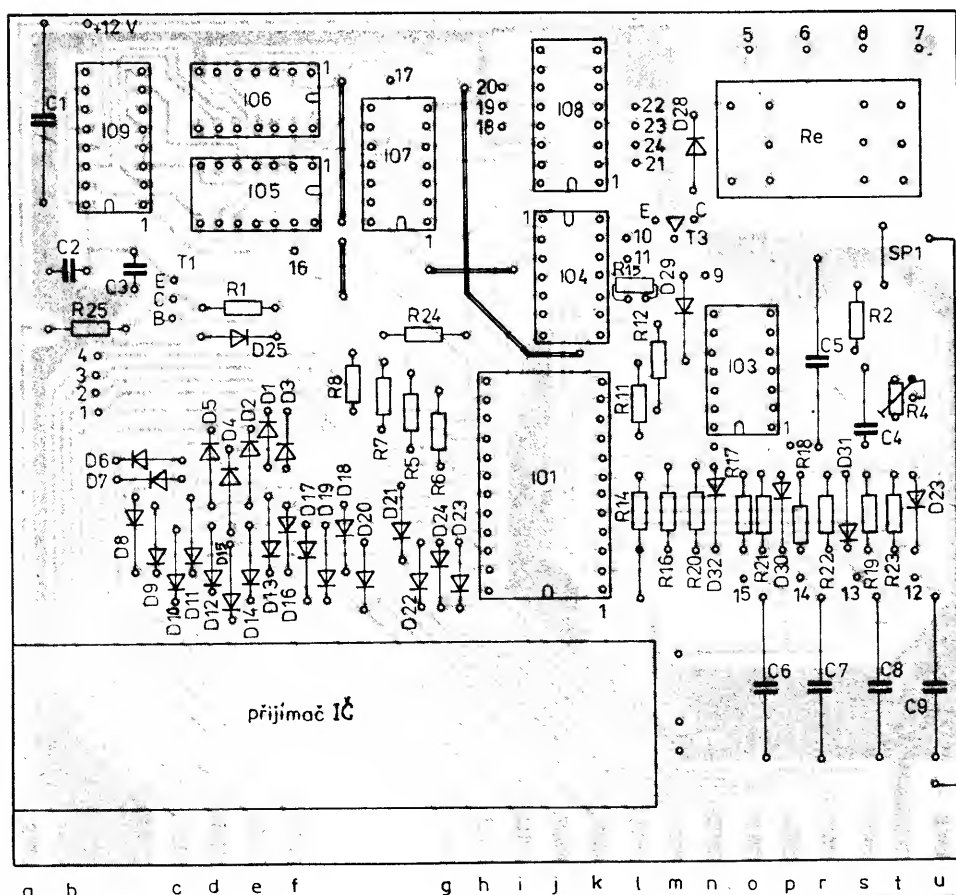 +12 V
5 6 8 7
C1
IO9
IO6
1
17
IO7
20
19
18
IO8
22
23
24
21
D28
Re
IO5
1
1
1
1
E C
T3
16
10
11
9
SP1
C2
C3
T1
E
C
B
R1
D25
R25
R24
IO4
R15
D29
R12
IO3
C5
R2
4
3
2
1
R8
R7
R5
R6
D5
D4
D2
D1
D3
1
R11
1
R4
C4
D6
D7
IO1
R17
R18
D31
D23
D8
D9
D10
D11
D12
D15
D14
D13
D16
D17
D19
D18
D20
D21
D22
D24
D23
R14
R16
R20
D32
R21
D30
R22
R19
R23
1
15
14
13
12
C6
C7
C8
C9
přijímač IČ
a b c d e f g h i j k l m n o p r s t u